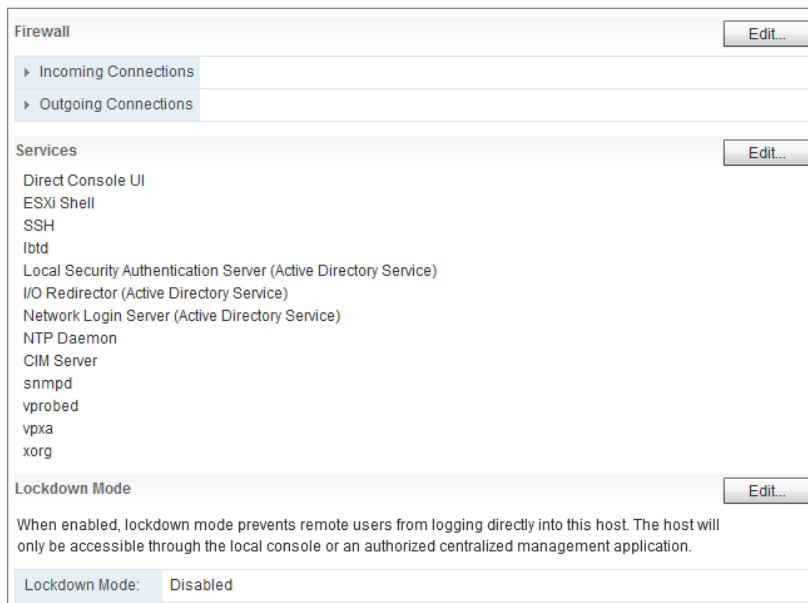 Firewall
Edit...
Incoming Connections
Outgoing Connections
Services
Edit...
Direct Console UI
ESXi Shell
SSH
lbtd
Local Security Authentication Server (Active Directory Service)
I/O Redirector (Active Directory Service)
Network Login Server (Active Directory Service)
NTP Daemon
CIM Server
snmpd
vprobed
vpxa
xorg
Lockdown Mode
Edit...
When enabled, lockdown mode prevents remote users from logging directly into this host. The host will
only be accessible through the local console or an authorized centralized management application.
Lockdown Mode: Disabled